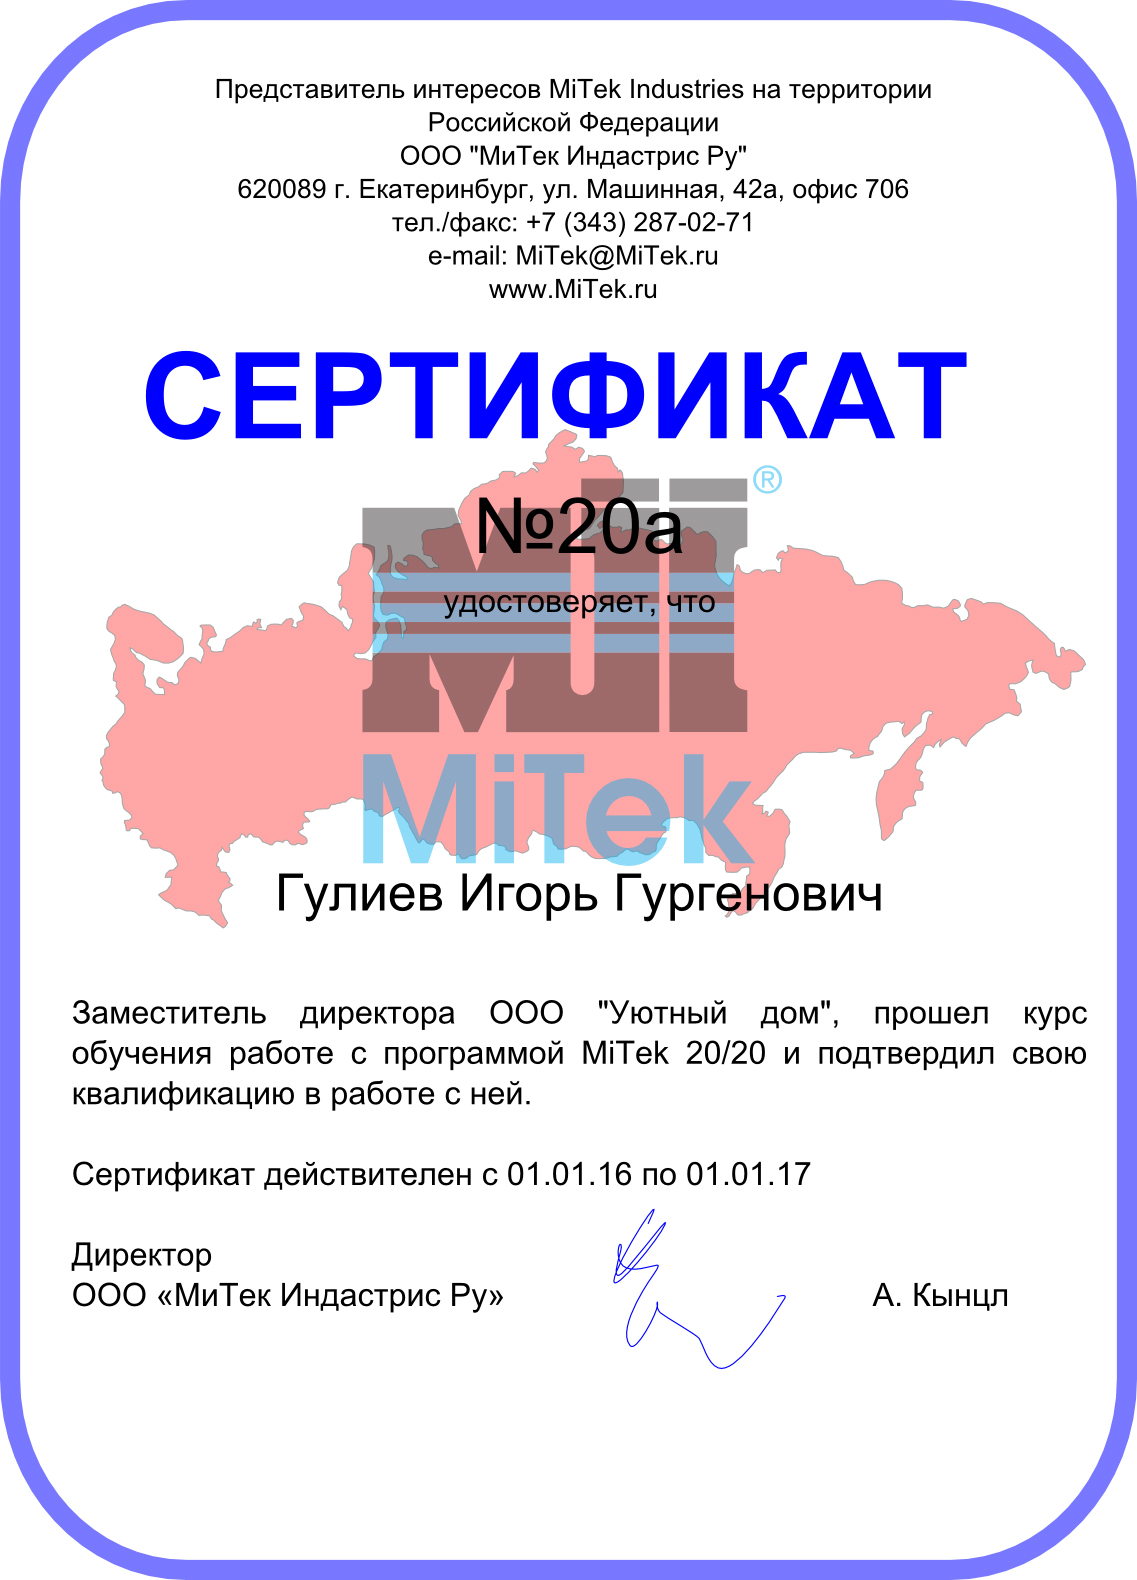 Представитель интересов MiTek Industries на территории
Российской Федерации
ООО "МиТек Индастрис Ру"
620089 г. Екатеринбург, ул. Машинная, 42а, офис 706
тел./факс: +7 (343) 287-02-71
e-mail: MiTek@MiTek.ru
www.MiTek.ru
СЕРТИФИКАТ
®
№20а
удостоверяет, что
MiTek
Гулиев Игорь Гургенович
Заместитель директора ООО "Уютный дом", прошел курс
обучения работе с программой MiTek 20/20 и подтвердил свою
квалификацию в работе с ней.
Сертификат действителен с 01.01.16 по 01.01.17
Директор
ООО «МиТек Индастрис Ру» А. Кынцл